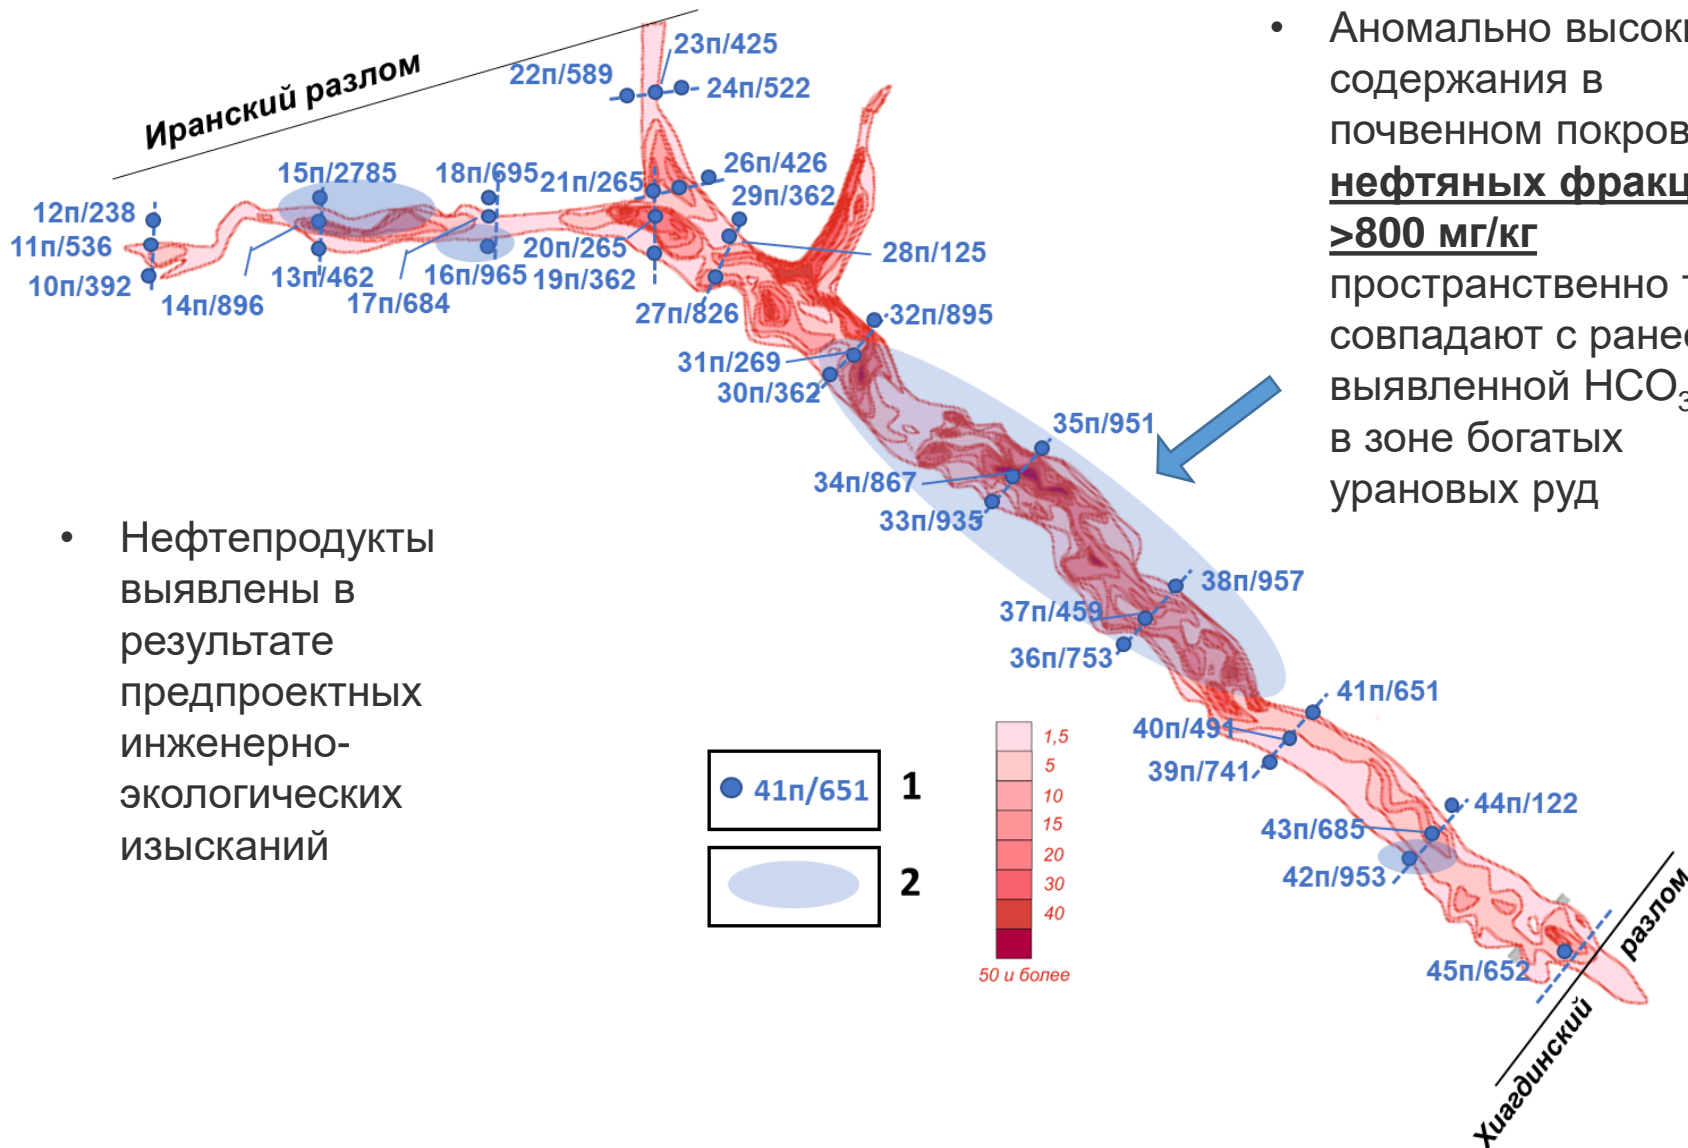 Иранский разлом
23п/425
22п/589
24п/522
15п/2785
18п/695
21п/265
26п/426
29п/362
12п/238
11п/536
10п/392
14п/896
13п/462
17п/684
16п/965
20п/265
19п/362
28п/125
27п/826
32п/895
31п/269
30п/362
35п/951
34п/867
33п/935
38п/957
37п/459
36п/753
41п/651
40п/491
39п/741
44п/122
43п/685
42п/953
45п/652
Хиагдинский разлом
• Аномально
содержания в
почвенном
нефтяных
>800 мг/кг
пространственно
совпадают с
выявленной HCO₃
в зоне богатых
урановых руд
• Нефтепродукты
выявлены в
результате
предпроектных
инженерно-
экологических
изысканий
41п/651 1
2
1,5
5
10
15
20
30
40
50 и более